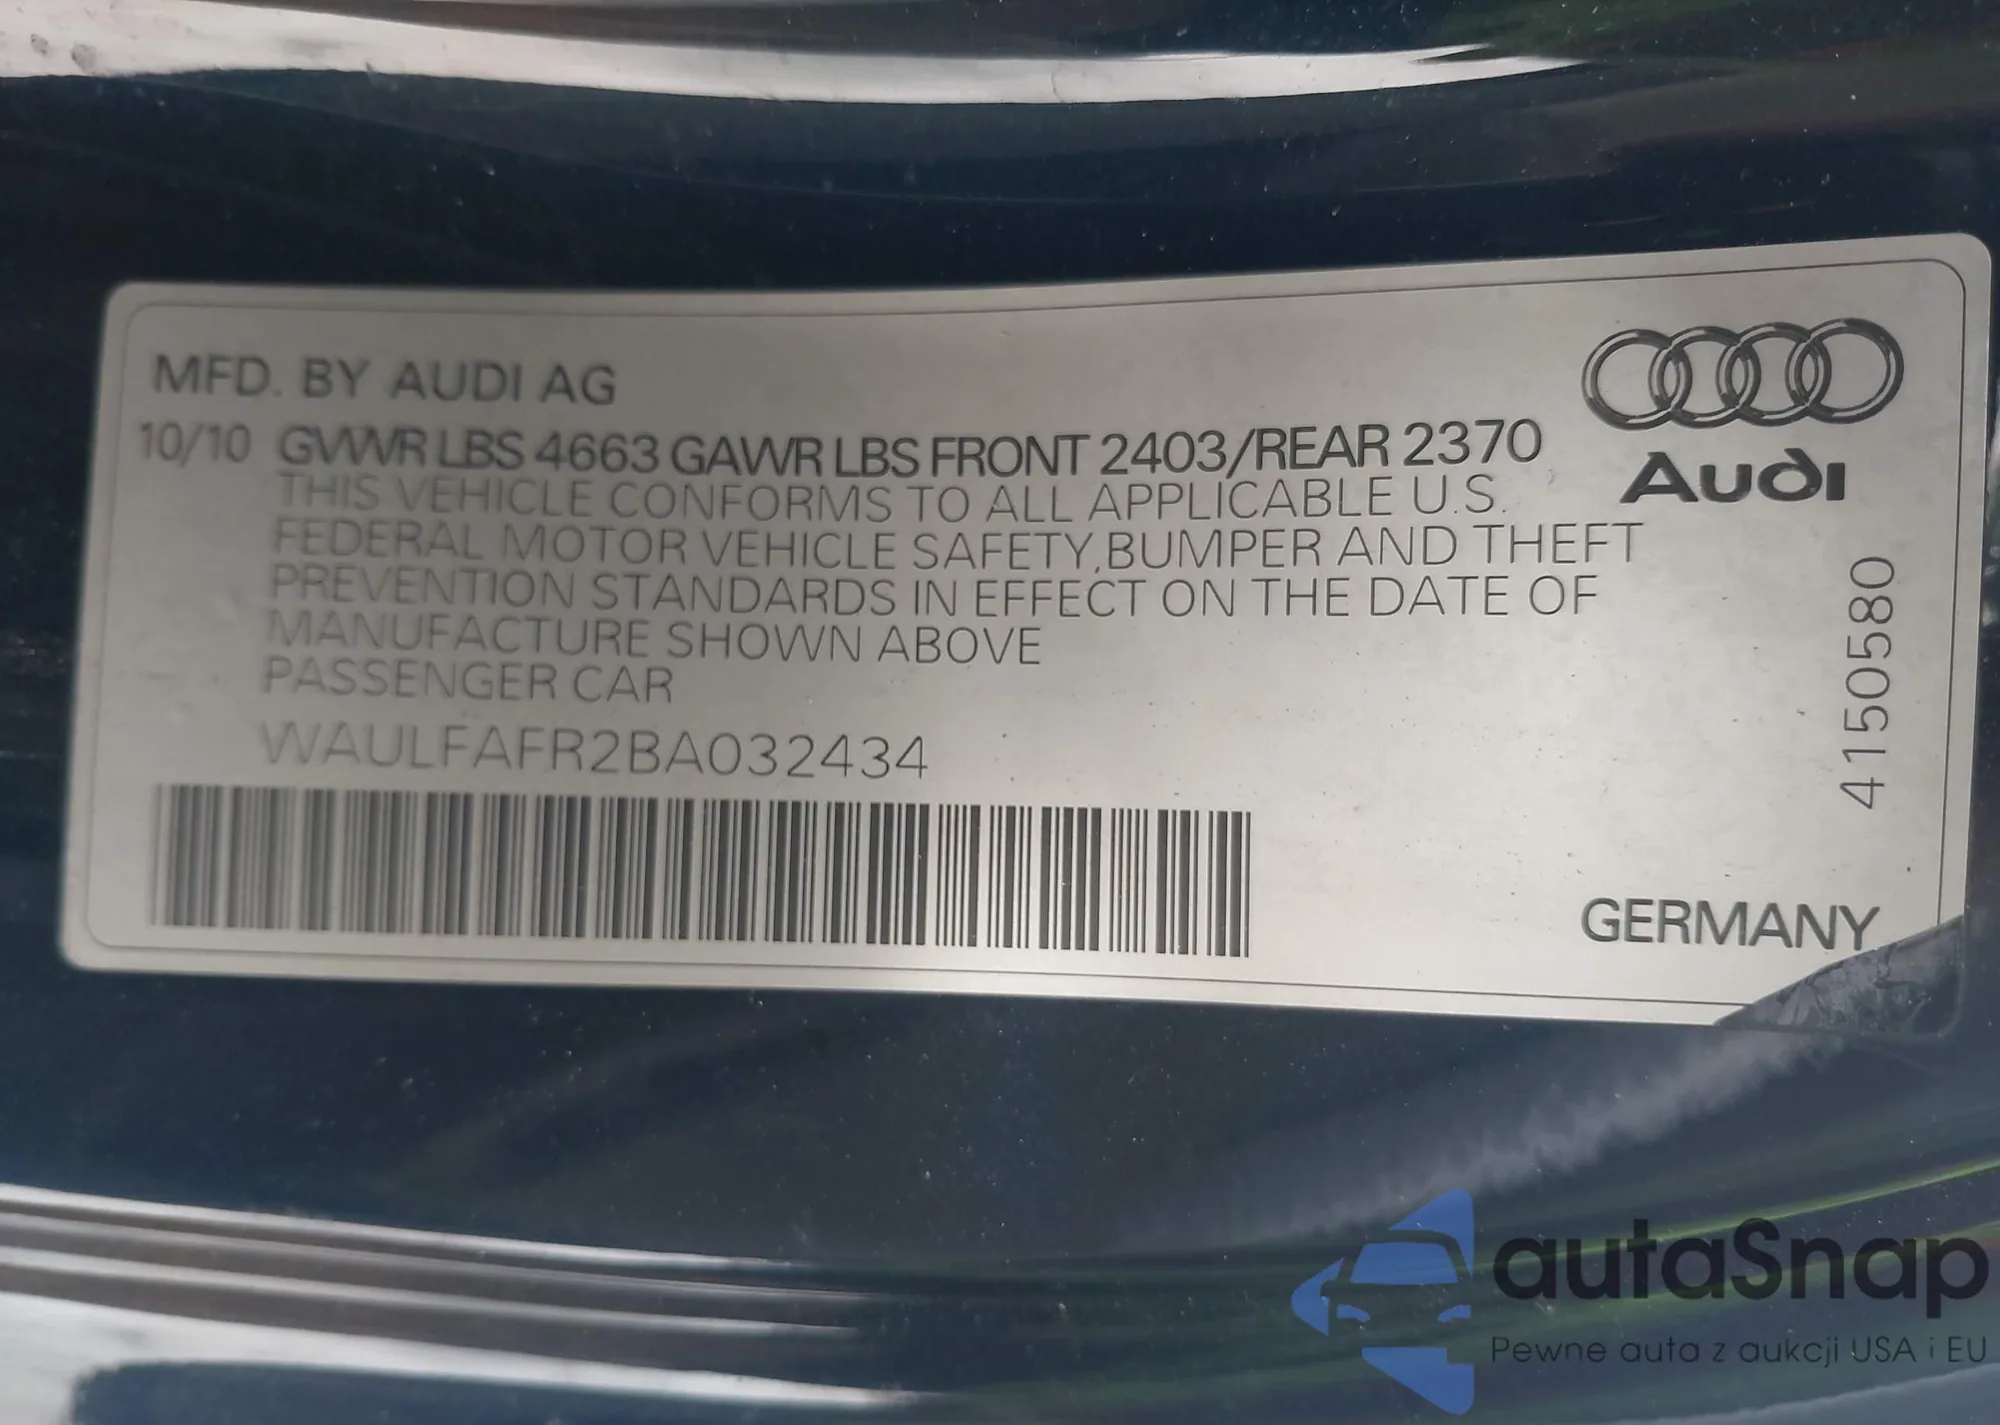 MFD. BY AUDI AG
10/10 GVWR LBS 4663 GAWR LBS FRONT 2403/REAR 2370
THIS VEHICLE CONFORMS TO ALL APPLICABLE U.S.
FEDERAL MOTOR VEHICLE SAFETY,BUMPER AND THEFT
PREVENTION STANDARDS IN EFFECT ON THE DATE OF
MANUFACTURE SHOWN ABOVE
PASSENGER CAR
WAULFAFR2BA032434
Audi
4150580
GERMANY
autaSnap
Pewne auta z aukcji USA i EU